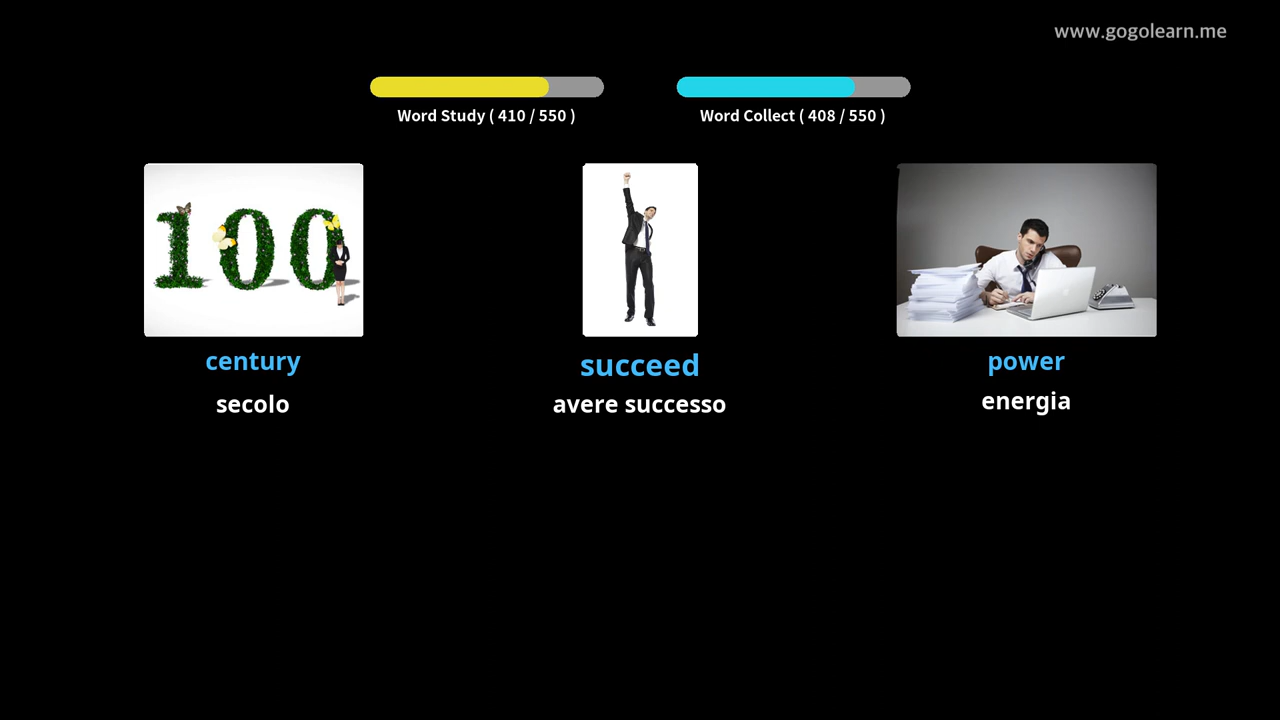 www.gogolearn.me
Word Study ( 410 / 550 )
Word Collect ( 408 / 550 )
100
century
secolo
succeed
avere successo
power
energia